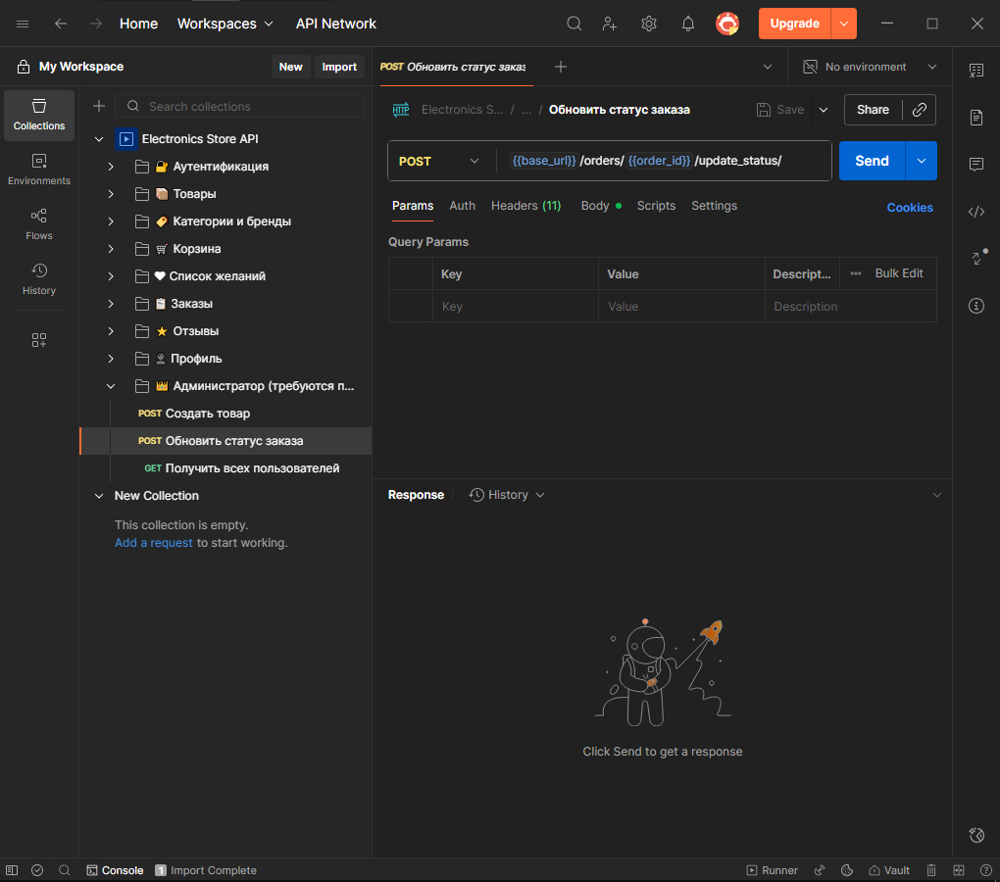 Home Workspaces API Network Upgrade
My Workspace New Import
POST Обновить статус заказ No environment
Collections
Environments
Flows
History
Search collections
Electronics Store API
Аутентификация
Товары
Категории и бренды
Корзина
Список желаний
Заказы
Отзывы
Профиль
Администратор (требуются п...
POST Создать товар
POST Обновить статус заказа
GET Получить всех пользователей
New Collection
This collection is empty.
Add a request to start working.
HTTP Electronics S... / ... / Обновить статус заказа Save Share
POST {{base_url}} /orders/ {{order_id}} /update_status/ Send
Params Auth Headers (11) Body Scripts Settings Cookies
Query Params
Key Value Descript... Bulk Edit
Key Value Description
Response History
Click Send to get a response
Console 1 Import Complete Runner Vault